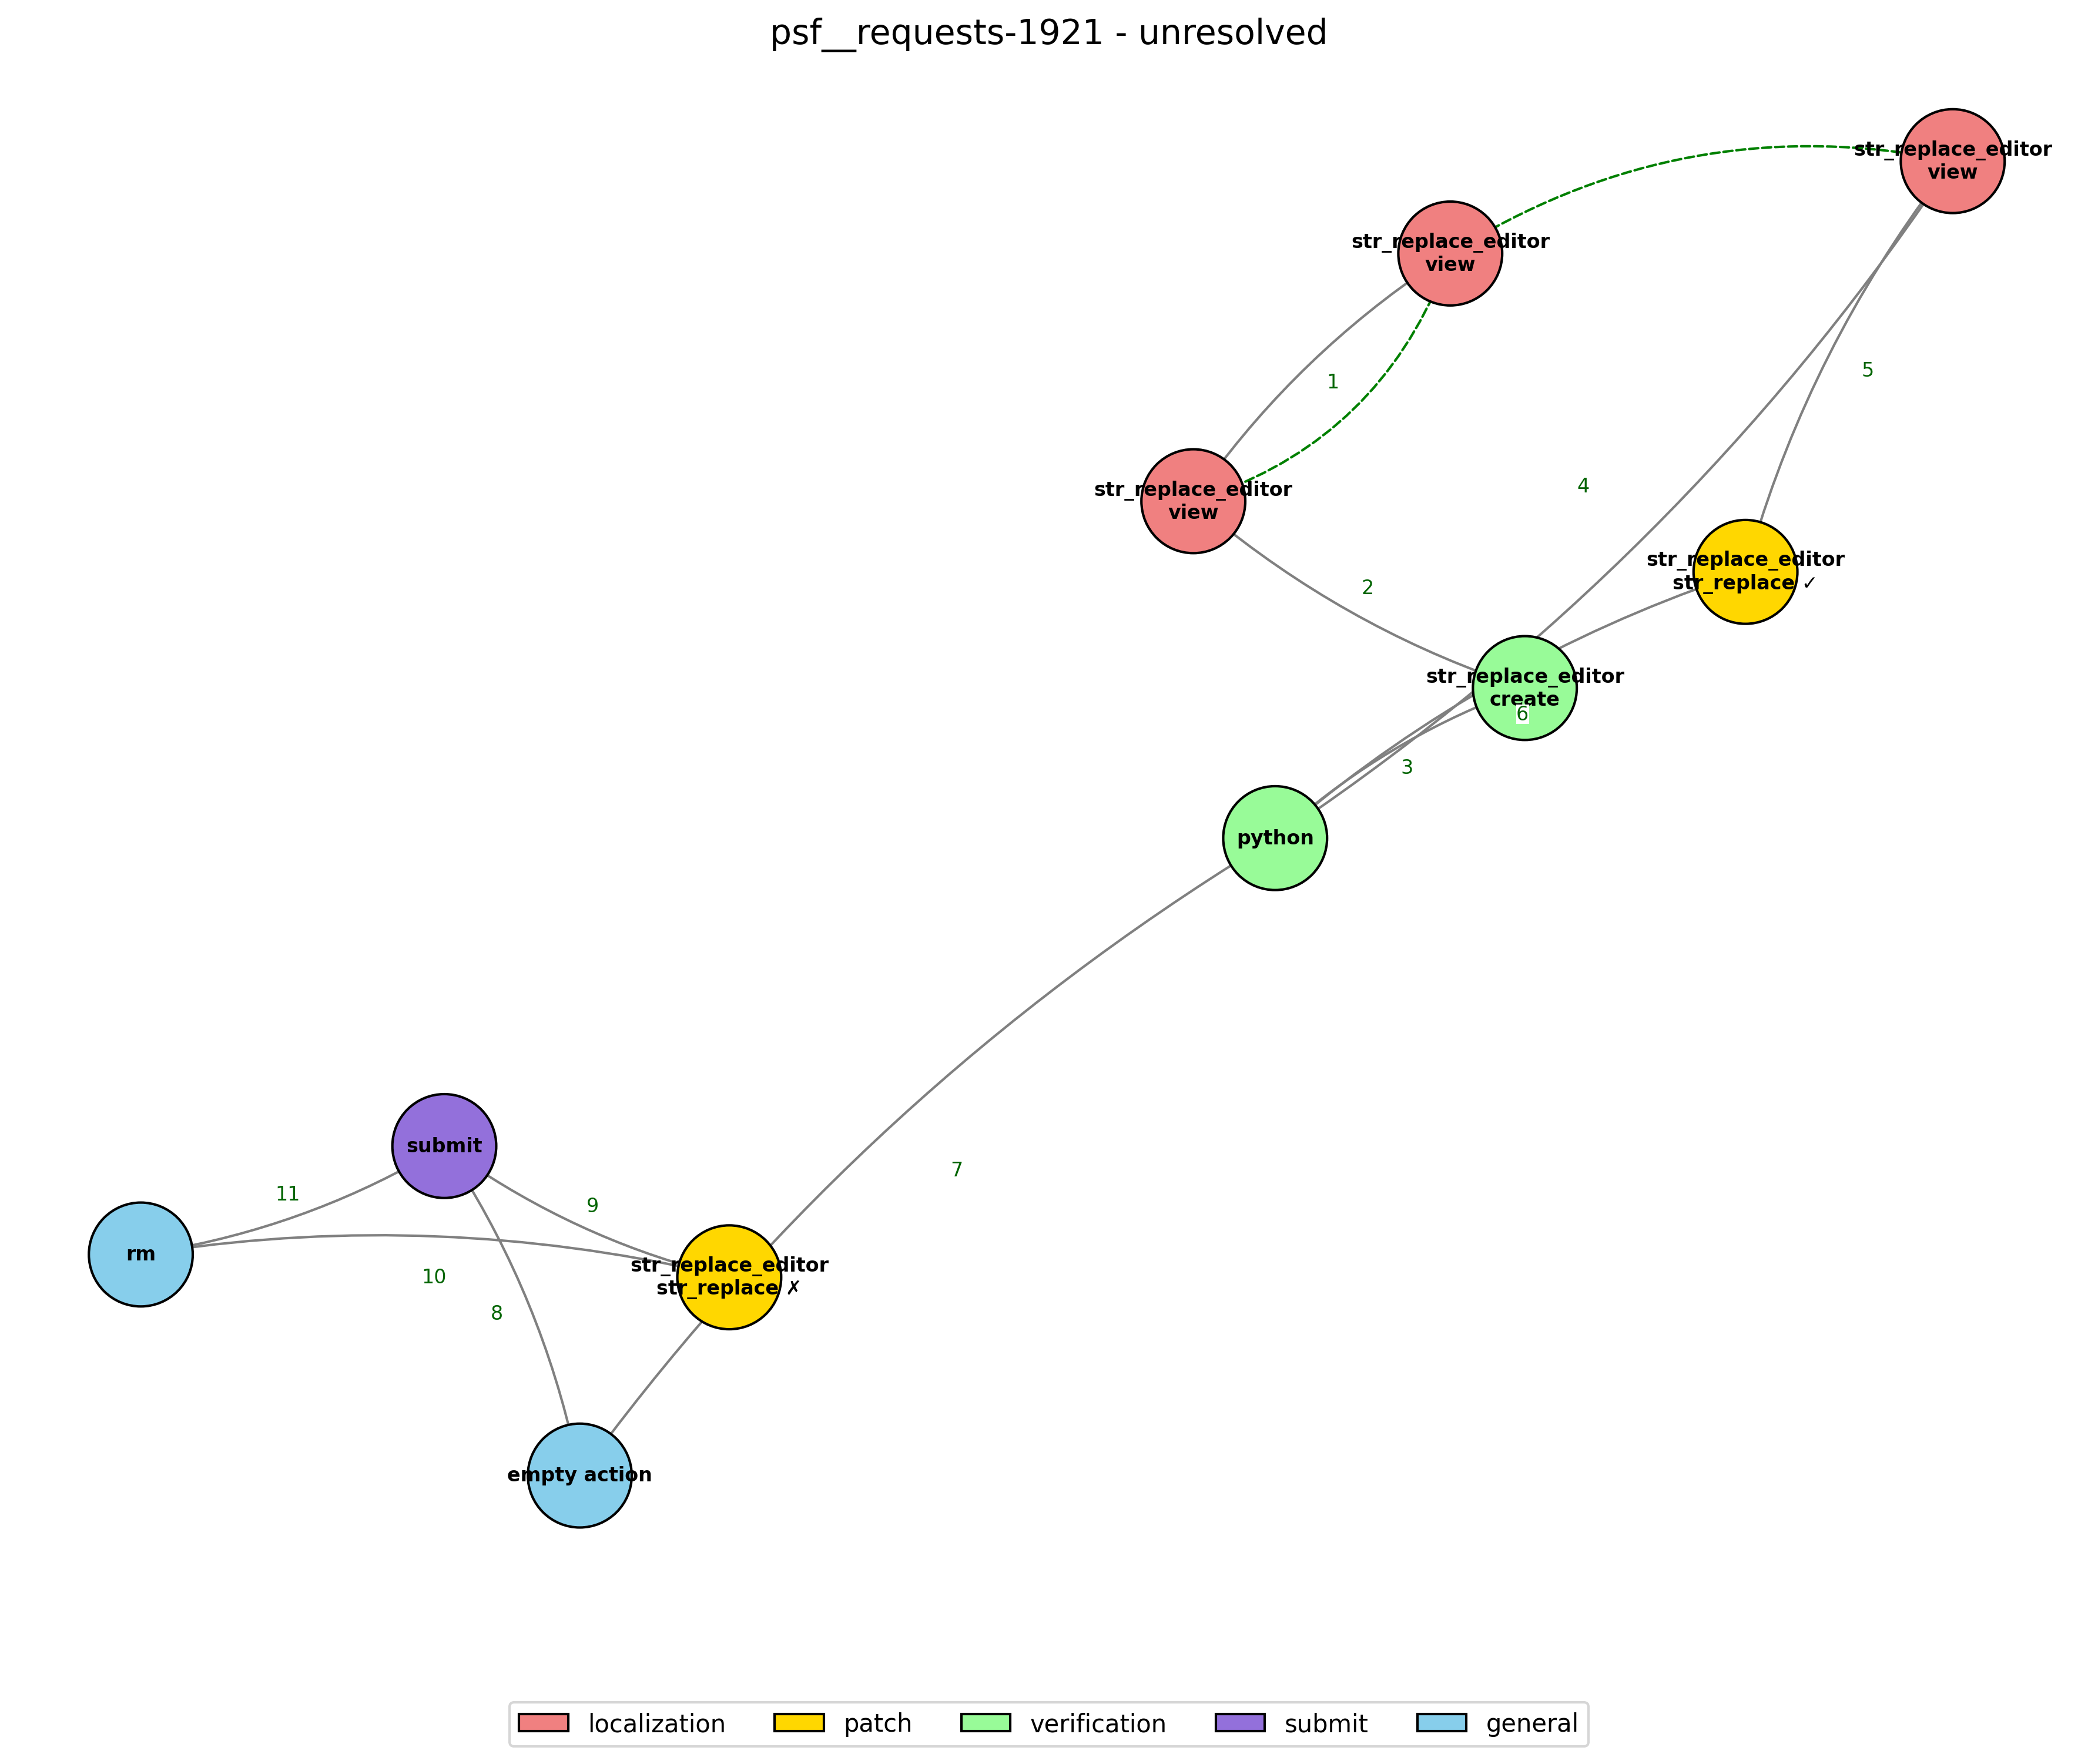 psf__requests-1921 - unresolved
str_replace_editor
view
str_replace_editor
view
1
5
str_replace_editor
view
4
str_replace_editor
str_replace ✓
2
str_replace_editor
create
6
3
python
submit
7
11
9
rm
str_replace_editor
str_replace ✗
10
8
empty action
localization
patch
verification
submit
general